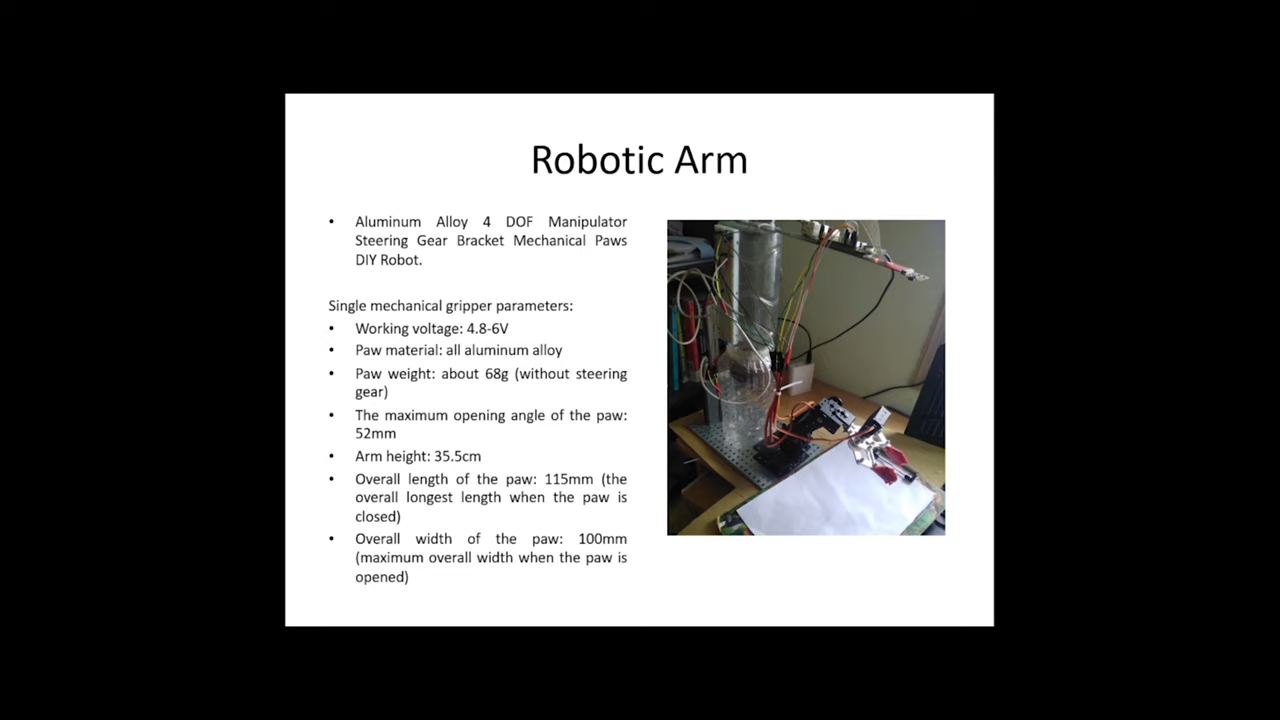 Robotic Arm
• Aluminum Alloy 4 DOF Manipulator
Steering Gear Bracket Mechanical Paws
DIY Robot.
Single mechanical gripper parameters:
• Working voltage: 4.8-6V
• Paw material: all aluminum alloy
• Paw weight: about 68g (without steering
gear)
• The maximum opening angle of the paw:
52mm
• Arm height: 35.5cm
• Overall length of the paw: 115mm (the
overall longest length when the paw is
closed)
• Overall width of the paw: 100mm
(maximum overall width when the paw is
opened)